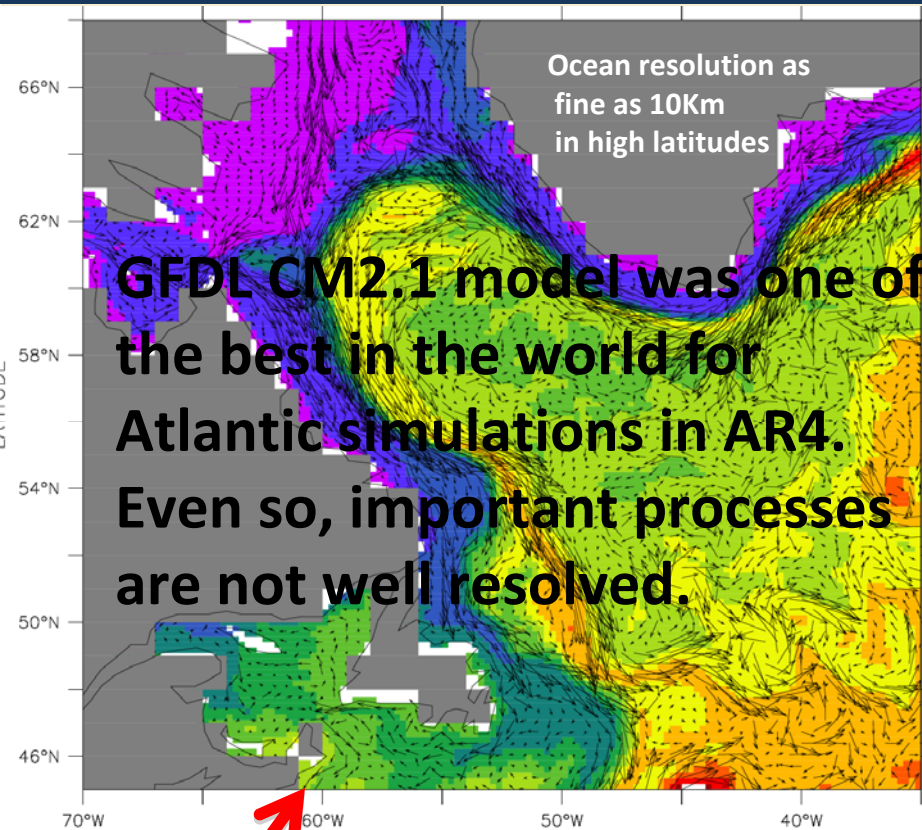 66°N
Ocean resolution as
fine as 10Km
in high latitudes
62°N
GFDL CM2.1 model was one of
the best in the world for
Atlantic simulations in AR4.
Even so, important processes
are not well resolved.
58°N
54°N
50°N
46°N
70°W
60°W
50°W
40°W